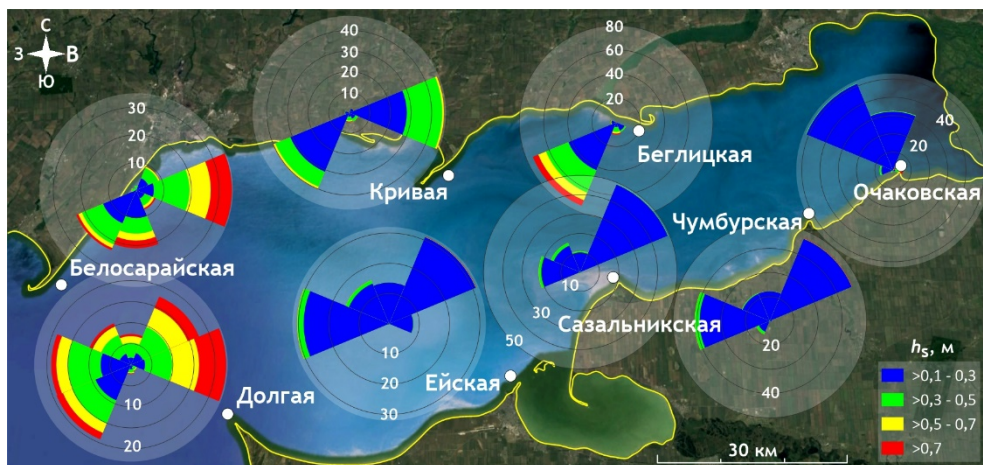 С
З В
Ю
40
30
20
10
80
60
40
20
30
20
10
40
20
Беглицкая
Кривая
Очаковская
Чумбурская
Белосарайская
10
30
50
Сазальникская
10
20
30
20
40
Ейская
Долгая
10
20
hs, м
>0,1 - 0,3
>0,3 - 0,5
>0,5 - 0,7
>0,7
30 км